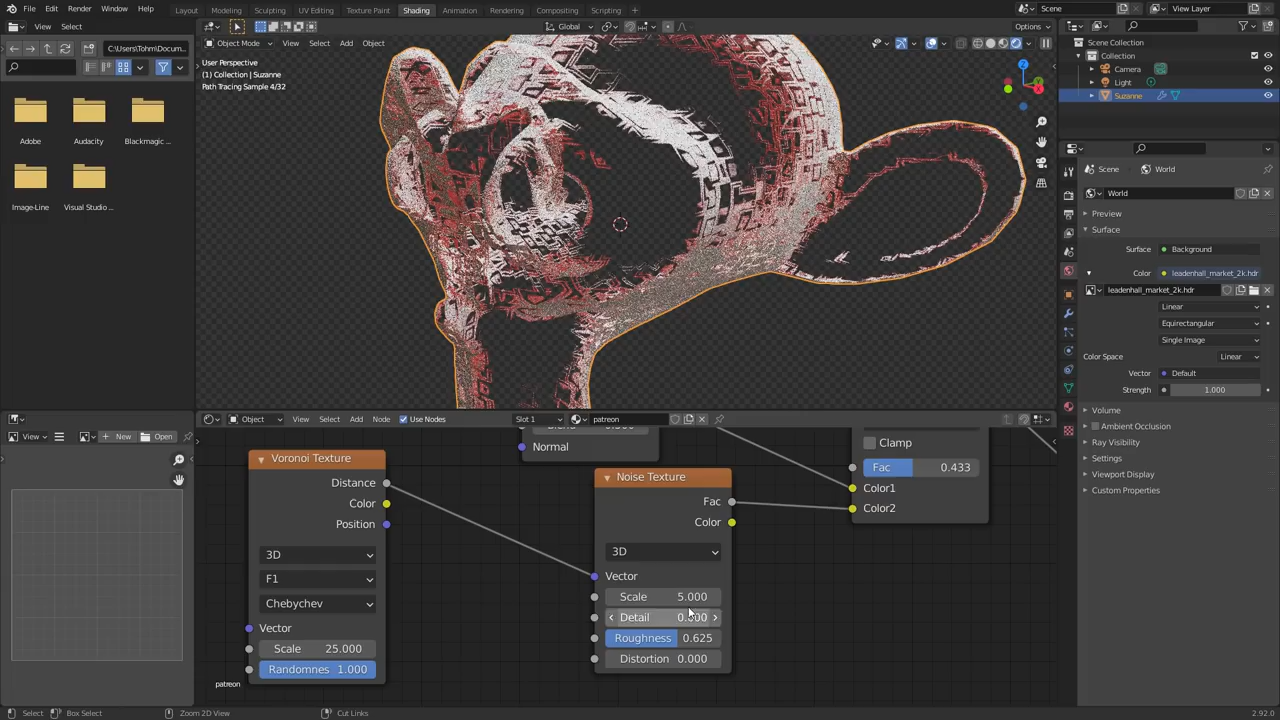 File Edit Render Window Help
Layout Modeling Sculpting UV Editing Texture Paint Shading Animation Rendering Compositing Scripting
Scene
View Layer
View Select
Global
Options
C:\Users\Tohm\Docum...
Object Mode View Select Add Object
User Perspective
(1) Collection | Suzanne
Path Tracing Sample 4/32
Adobe
Audacity
Blackmagic ...
Image-Line
Visual Studio ...
Scene Collection
Collection
Camera
Light
Suzanne
Scene World
World
Preview
Surface
Surface Background
Color leadenhall_market_2k.hdr
leadenhall_market_2k.hdr
Linear
Equirectangular
Single Image
Color Space Linear
Vector Default
Strength 1.000
Volume
Ambient Occlusion
Ray Visibility
Settings
Viewport Display
Custom Properties
Object View Select Add Node Use Nodes Slot 1 patreon
View New Open
Normal
Voronoi Texture
Distance
Color
Position
3D
F1
Chebychev
Vector
Scale 25.000
Randomnes 1.000
Noise Texture
Fac
Color
3D
Vector
Scale 5.000
Detail
Roughness 0.625
Distortion 0.000
Clamp
Fac 0.433
Color1
Color2
patreon
Select Box Select Zoom 2D View Cut Links 2.92.0